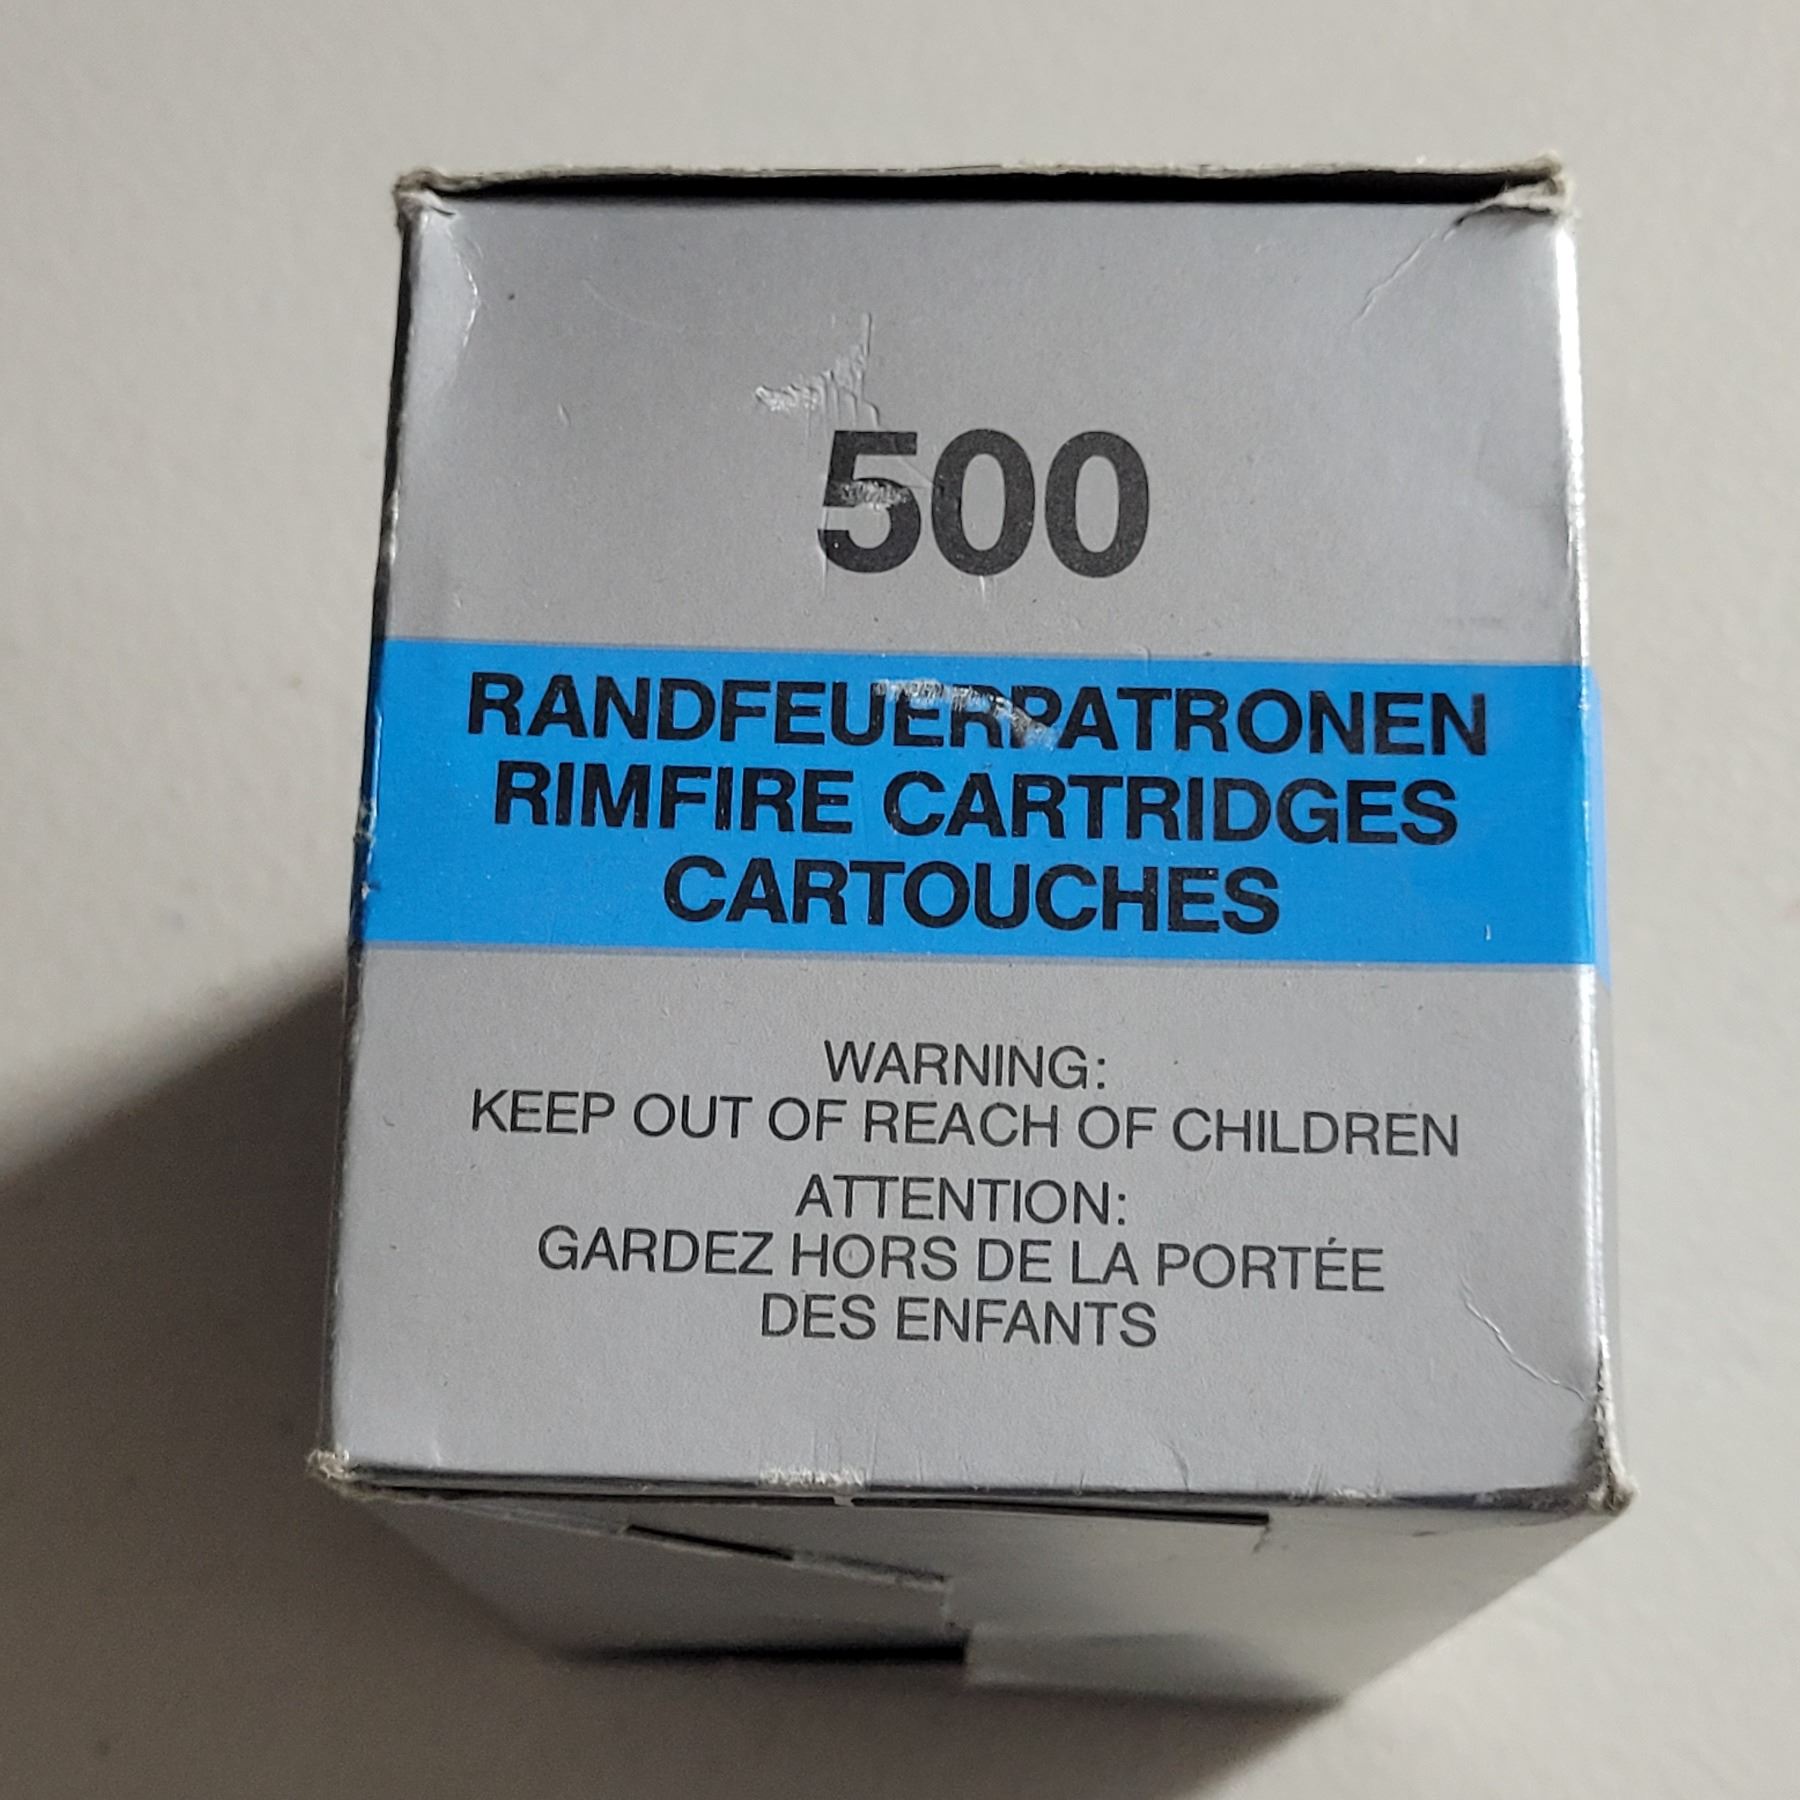 500
RANDFEUERPATRONEN
RIMFIRE CARTRIDGES
CARTOUCHES
WARNING:
KEEP OUT OF REACH OF CHILDREN
ATTENTION:
GARDEZ HORS DE LA PORTÉE
DES ENFANTS